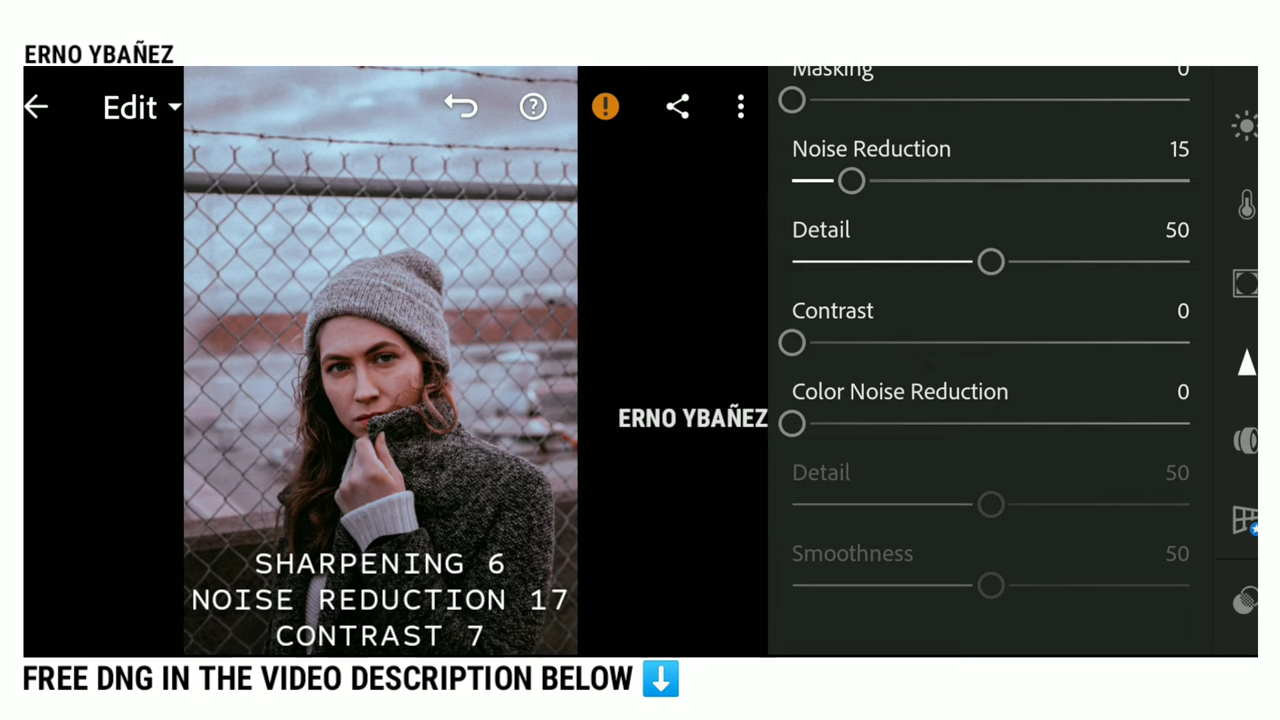 ERNO YBAÑEZ
Edit
Masking 0
Noise Reduction 15
Detail 50
Contrast 0
Color Noise Reduction 0
ERNO YBAÑEZ
Detail 50
Smoothness 50
SHARPENING 6
NOISE REDUCTION 17
CONTRAST 7
FREE DNG IN THE VIDEO DESCRIPTION BELOW ⬇️